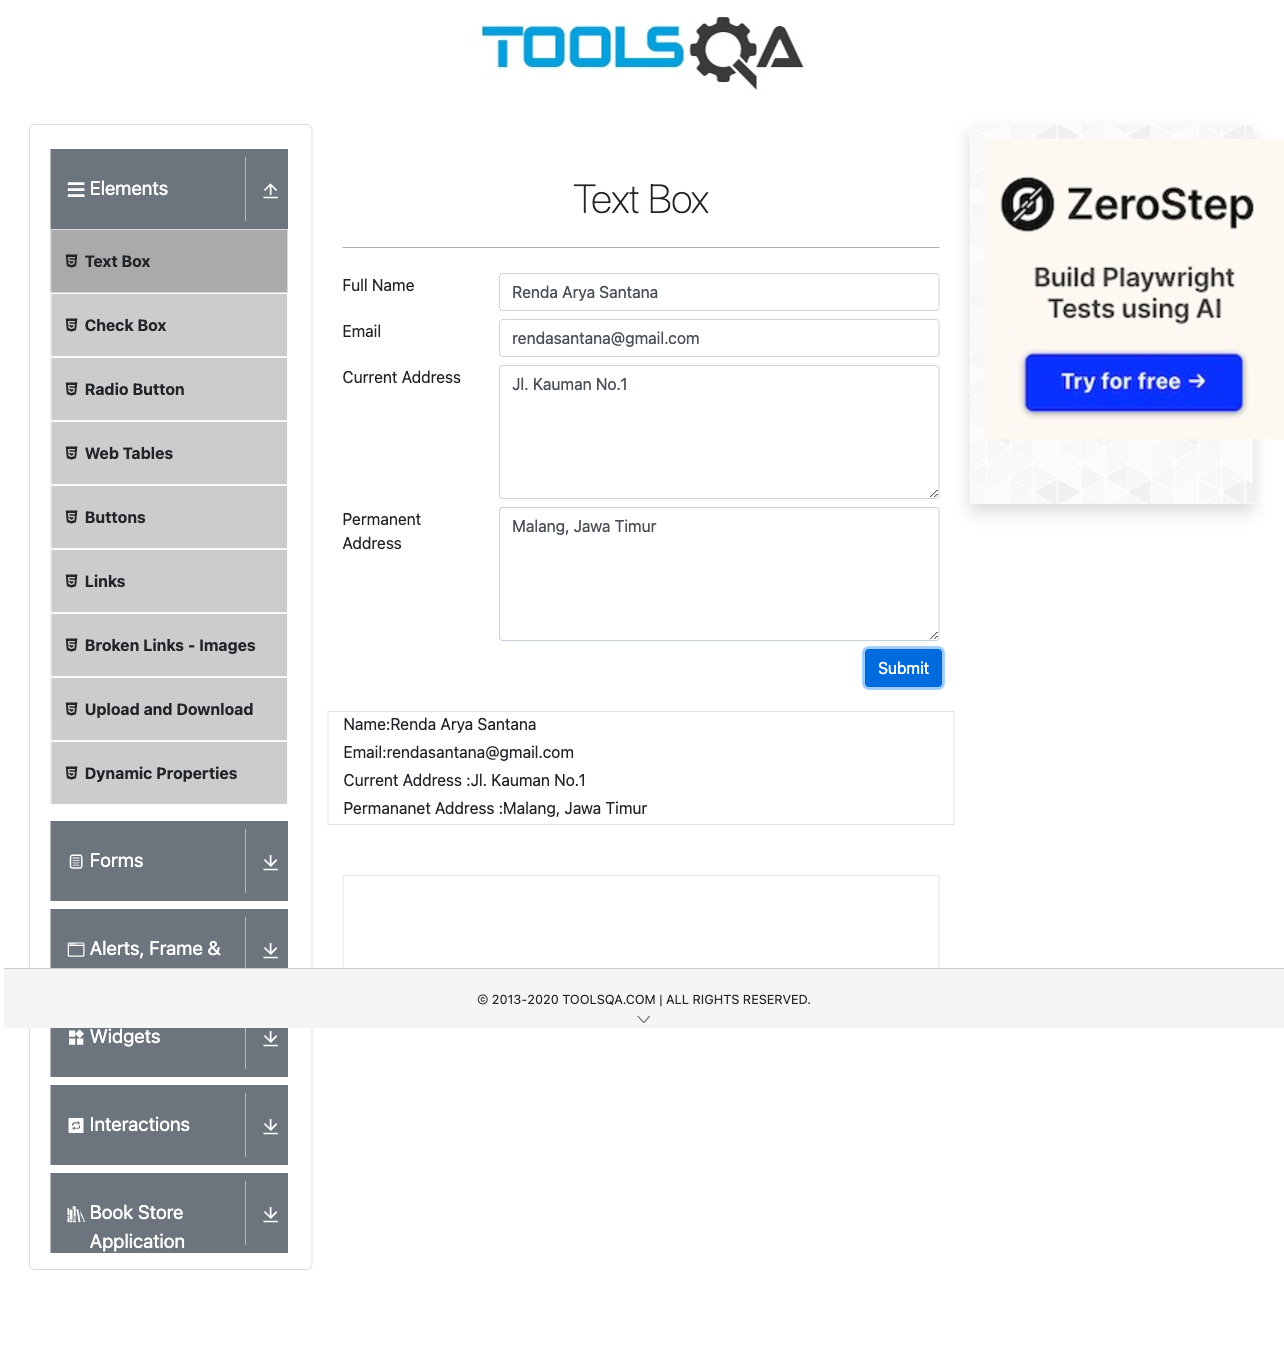 TOOLSQA
Elements
Text Box
Check Box
Radio Button
Web Tables
Buttons
Links
Broken Links - Images
Upload and Download
Dynamic Properties
Forms
Alerts, Frame &
Widgets
Interactions
Book Store
Application
Text Box
Full Name
Renda Arya Santana
Email
rendasantana@gmail.com
Current Address
Jl. Kauman No.1
Permanent
Address
Malang, Jawa Timur
Submit
Name:Renda Arya Santana
Email:rendasantana@gmail.com
Current Address :Jl. Kauman No.1
Permananet Address :Malang, Jawa Timur
ZeroStep
Build Playwright
Tests using AI
Try for free →
© 2013-2020 TOOLSQA.COM | ALL RIGHTS RESERVED.